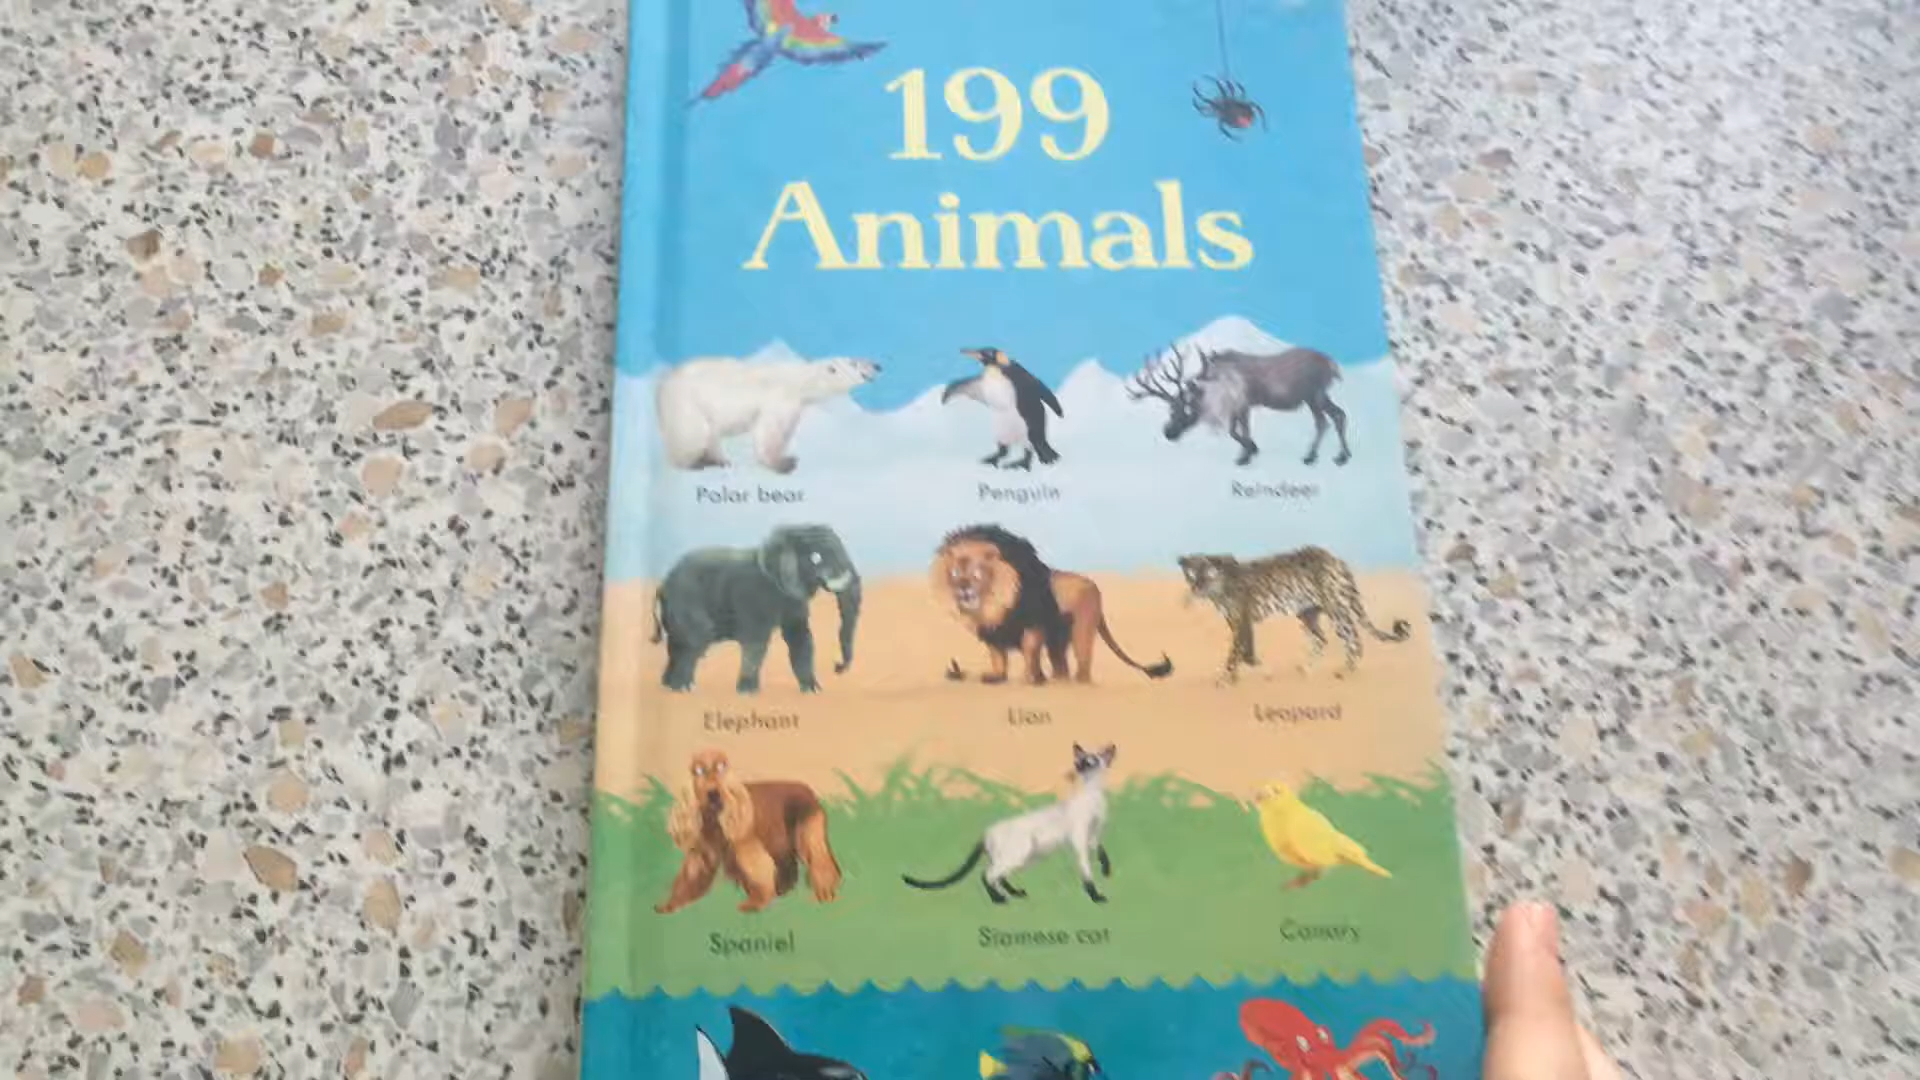 199
Animals
Polar bear
Penguin
Reindeer
Elephant
Lion
Leopard
Spaniel
Siamese cat
Canary